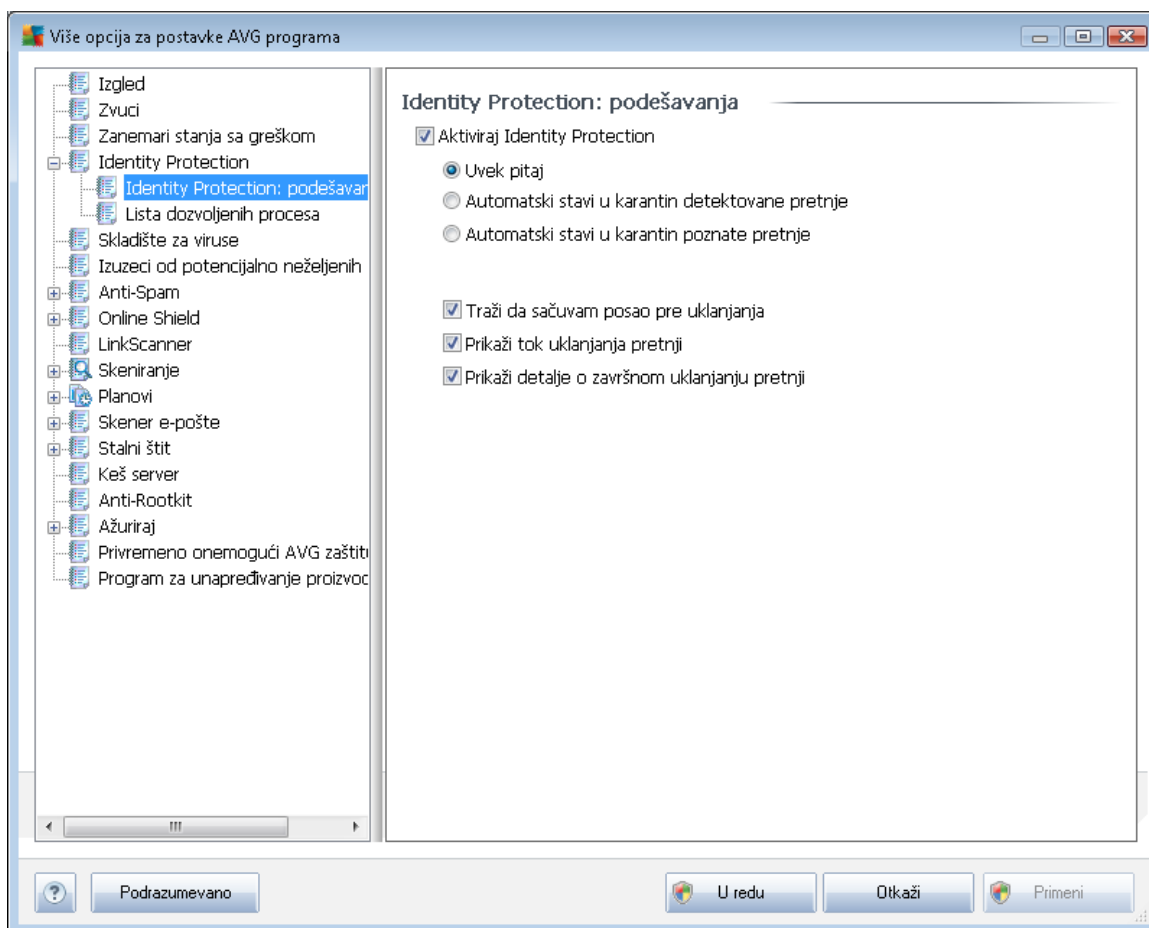 Više opcija za postavke AVG programa
Izgled
Zvuci
Zanemari stanja sa greškom
Identity Protection
Identity Protection: podešavan
Lista dozvoljenih procesa
Skladište za viruse
Izuzeci od potencijalno neželjenih
Anti-Spam
Online Shield
LinkScanner
Skeniranje
Planovi
Skener e-pošte
Stalni štit
Keš server
Anti-Rootkit
Ažuriraj
Privremeno onemogući AVG zaštitu
Program za unapređivanje proizvod
Identity Protection: podešavanja
Aktiviraj Identity Protection
Uvek pitaj
Automatski stavi u karantin detektovane pretnje
Automatski stavi u karantin poznate pretnje
Traži da sačuvam posao pre uklanjanja
Prikaži tok uklanjanja pretnji
Prikaži detalje o završnom uklanjanju pretnji
? Podrazumevano U redu Otkaži Primeni